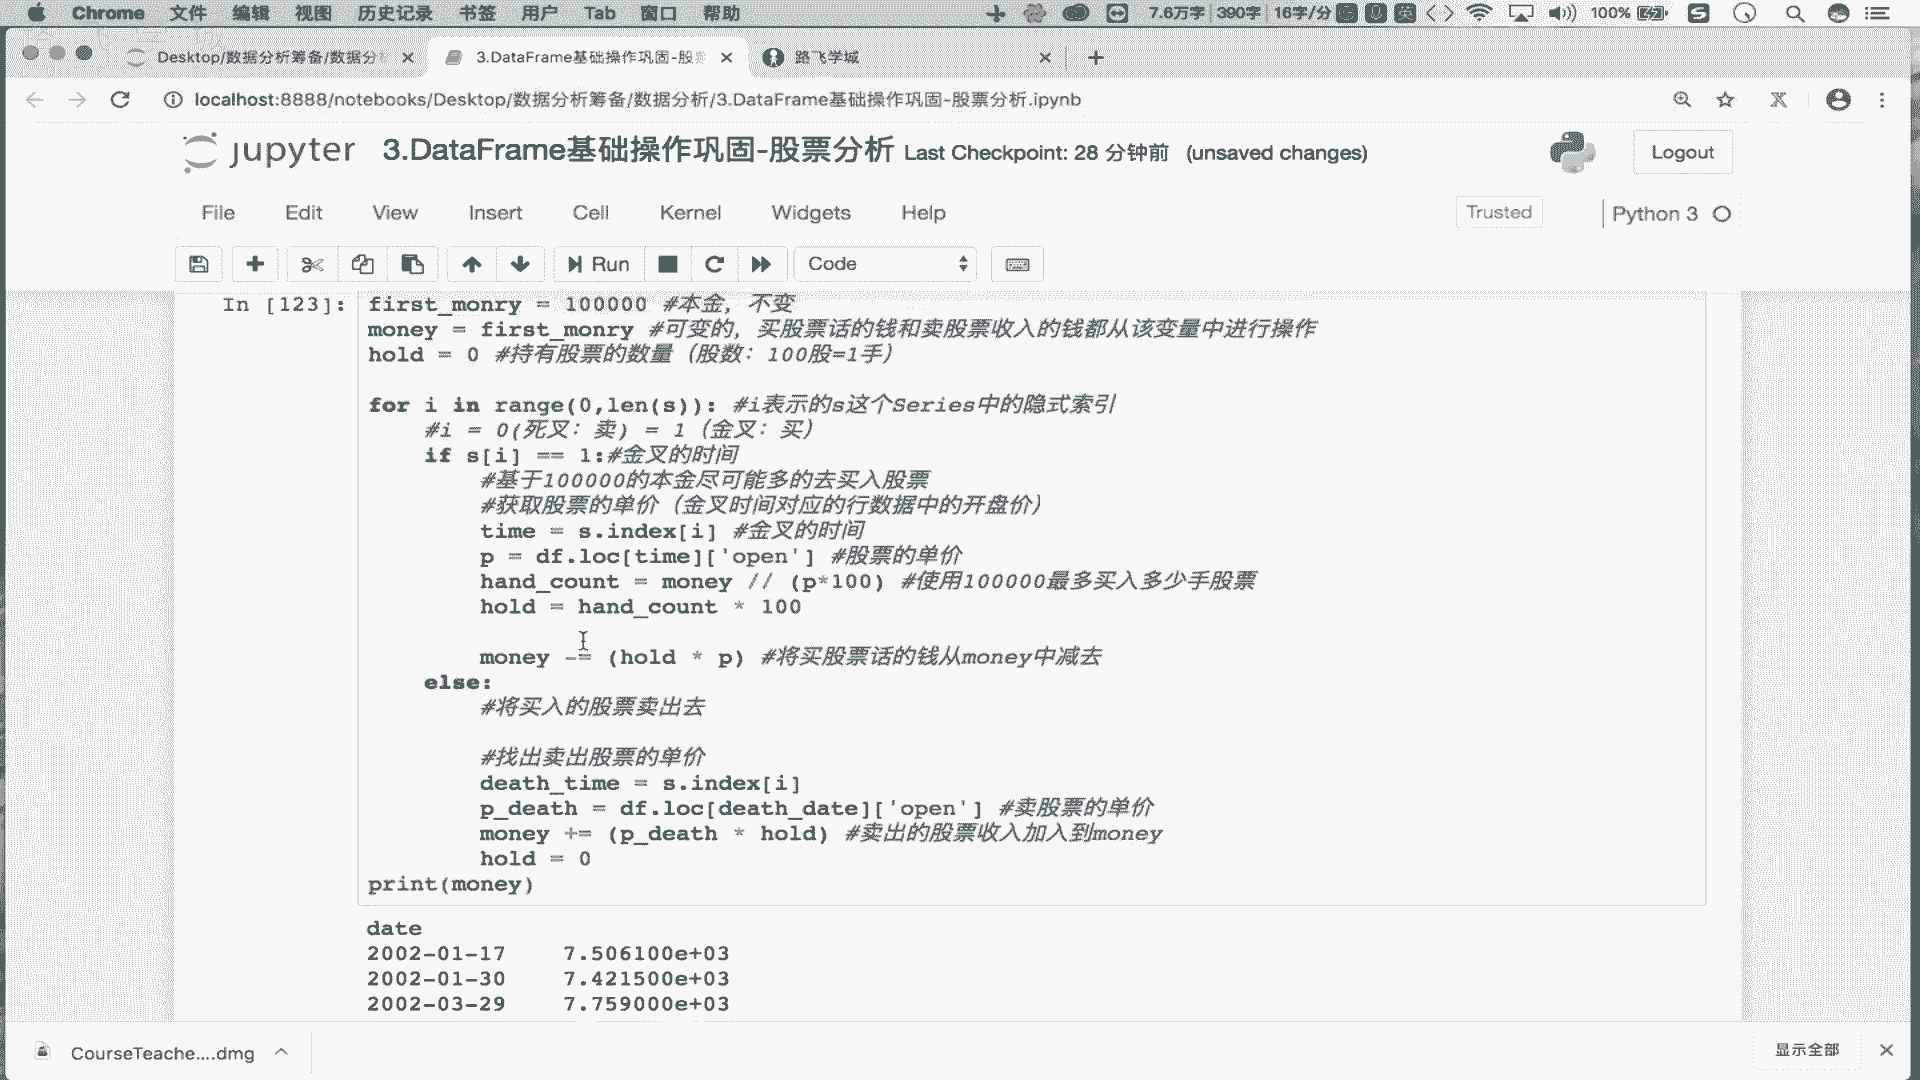 Chrome 文件 编辑 视图 历史记录 书签 用户 Tab 窗口 帮助 7.6万字 390字 16字/分 英 100%
Desktop/数据分析筹备/数据分析 3.DataFrame基础操作巩固-股票 路飞学城
localhost:8888/notebooks/Desktop/数据分析筹备/数据分析/3.DataFrame基础操作巩固-股票分析.ipynb
jupyter 3.DataFrame基础操作巩固-股票分析 Last Checkpoint: 28 分钟前 (unsaved changes) Logout
File Edit View Insert Cell Kernel Widgets Help Trusted Python 3
Run Code
In [123]: first_monry = 100000 #本金，不变
money = first_monry #可变的，买股票话的钱和卖股票收入的钱都从该变量中进行操作
hold = 0 #持有股票的数量（股数：100股=1手）
for i in range(0,len(s)): #i表示的s这个Series中的隐式索引
#i = 0(死叉：卖) = 1（金叉：买）
if s[i] == 1:#金叉的时间
#基于100000的本金尽可能多的去买入股票
#获取股票的单价（金叉时间对应的行数据中的开盘价）
time = s.index[i] #金叉的时间
p = df.loc[time]['open'] #股票的单价
hand_count = money // (p*100) #使用100000最多买入多少手股票
hold = hand_count * 100
money -= (hold * p) #将买股票话的钱从money中减去
else:
#将买入的股票卖出去
#找出卖出股票的单价
death_time = s.index[i]
p_death = df.loc[death_date]['open'] #卖股票的单价
money += (p_death * hold) #卖出的股票收入加入到money
hold = 0
print(money)
date
2002-01-17 7.506100e+03
2002-01-30 7.421500e+03
2002-03-29 7.759000e+03
CourseTeache....dmg 显示全部